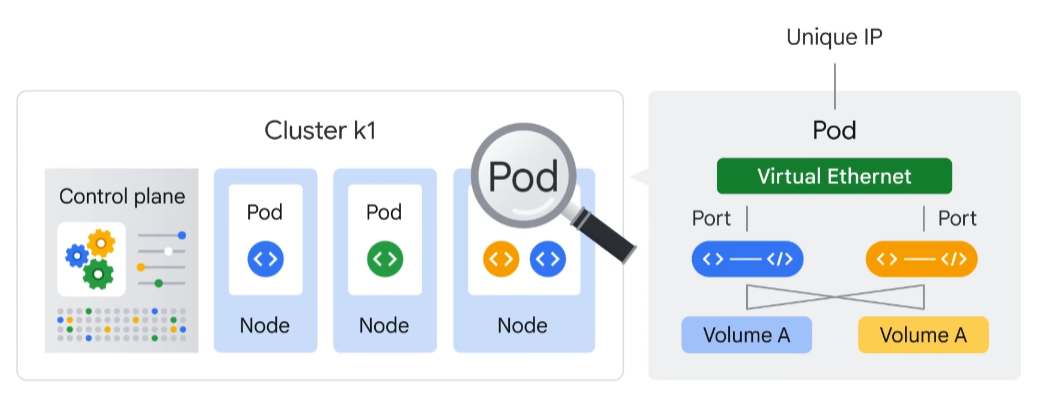 Unique IP
Cluster k1
Pod
Control plane
Pod
Node
Pod
Node
Pod
<>
<>
<>
<>
Node
Virtual Ethernet
Port
Port
<> — </>
<> — </>
Volume A
Volume A